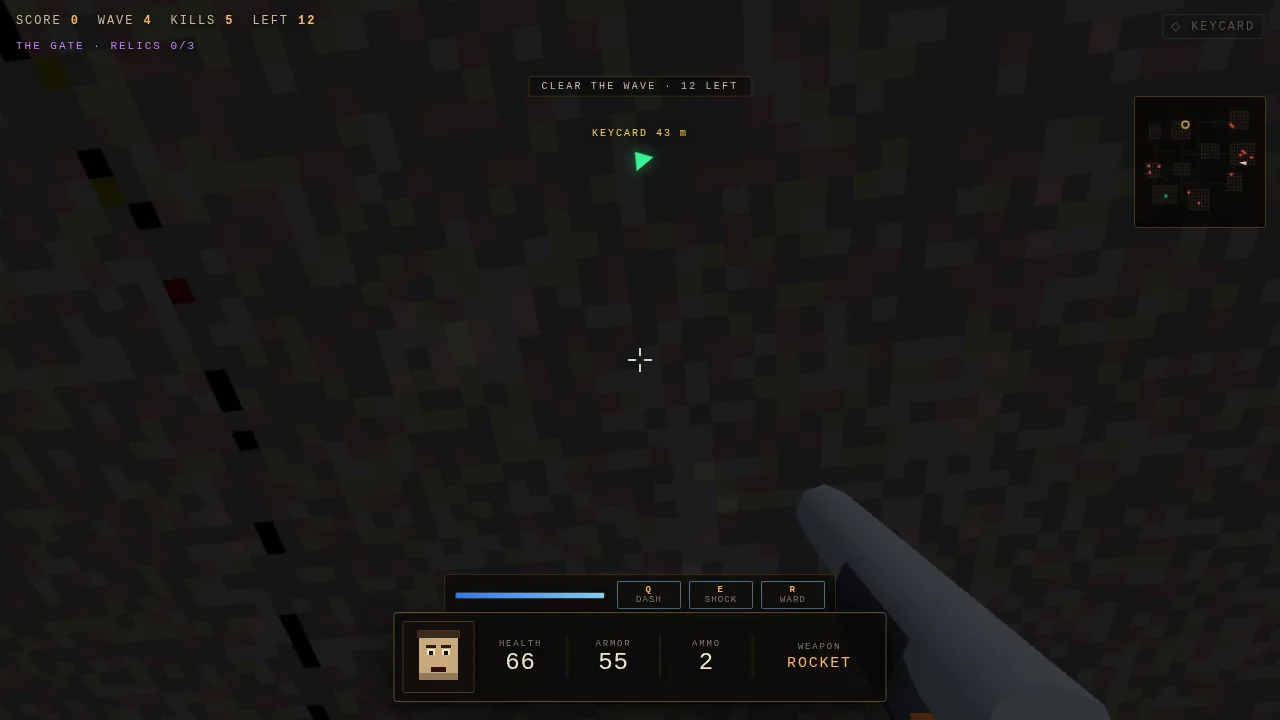 SCORE 0 WAVE 4 KILLS 5 LEFT 12
◇ KEYCARD
THE GATE · RELICS 0/3
CLEAR THE WAVE · 12 LEFT
KEYCARD 43 m
Q
DASH
E
SHOCK
R
WARD
HEALTH
66
ARMOR
55
AMMO
2
WEAPON
ROCKET